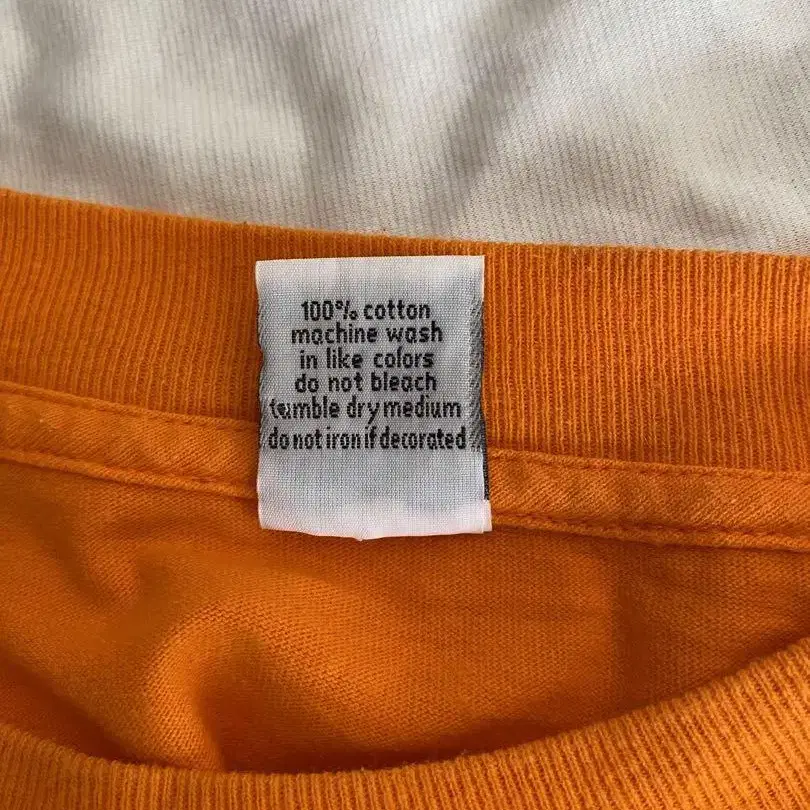 100% cotton
machine wash
in like colors
do not bleach
tumble dry medium
do not iron if decorated